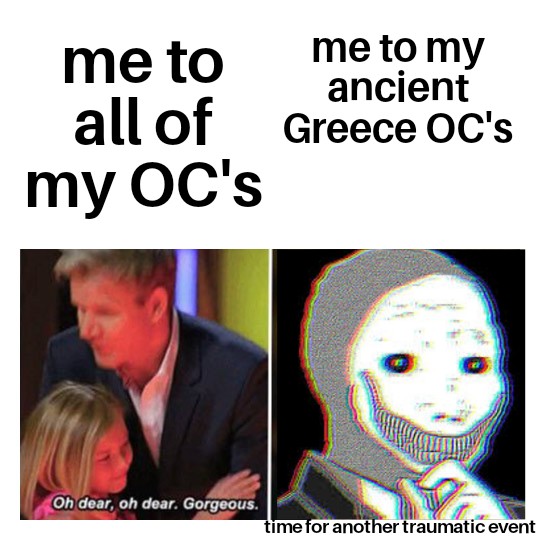 me to
all of
my OC's
me to my
ancient
Greece OC's
Oh dear, oh dear. Gorgeous.
time for another traumatic event